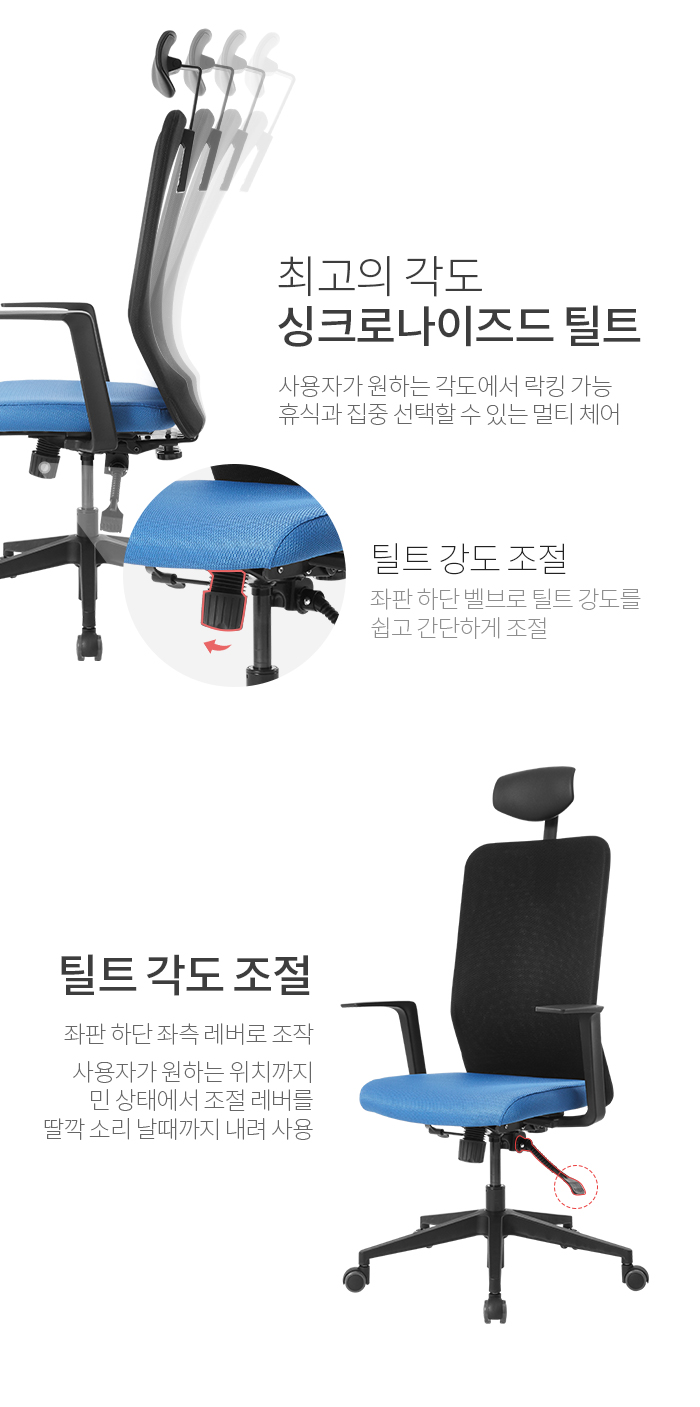 최고의 각도
싱크로나이즈드 틸트
사용자가 원하는 각도에서 락킹 가능
휴식과 집중 선택할 수 있는 멀티 체어
틸트 강도 조절
좌판 하단 벨브로 틸트 강도를
쉽고 간단하게 조절
틸트 각도 조절
좌판 하단 좌측 레버로 조작
사용자가 원하는 위치까지
민 상태에서 조절 레버를
딸깍 소리 날때까지 내려 사용